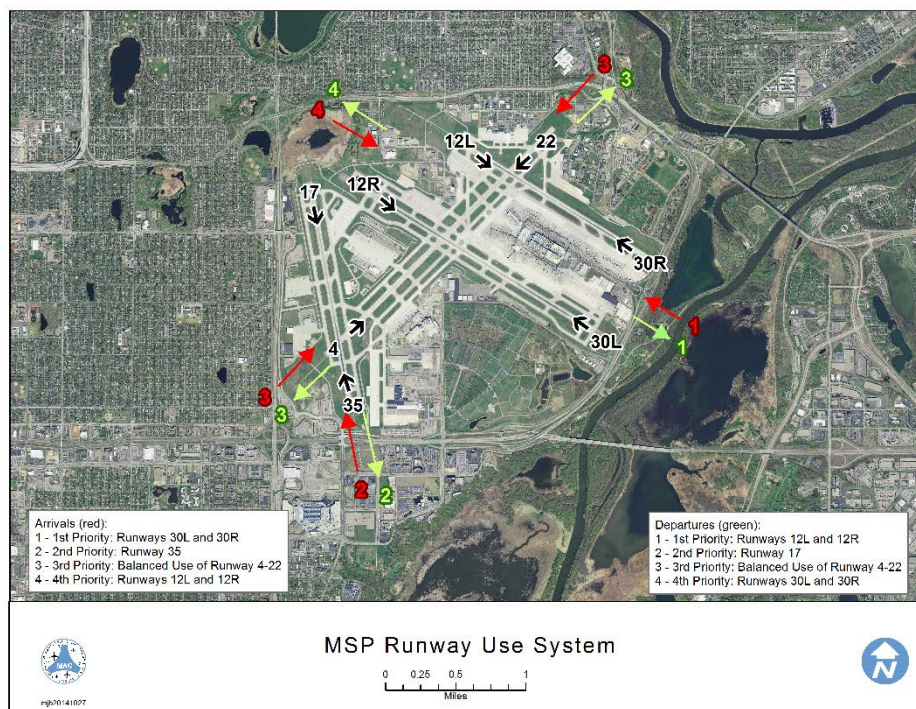 3
3
4
4
12L
22
17
12R
30R
1
1
30L
4
3
3
35
2
2
Arrivals (red):
1 - 1st Priority: Runways 30L and 30R
2 - 2nd Priority: Runway 35
3 - 3rd Priority: Balanced Use of Runway 4-22
4 - 4th Priority: Runways 12L and 12R
Departures (green):
1 - 1st Priority: Runways 12L and 12R
2 - 2nd Priority: Runway 17
3 - 3rd Priority: Balanced Use of Runway 4-22
4 - 4th Priority: Runways 30L and 30R
MSP Runway Use System
0 0.25 0.5 1
Miles
MAC
mjb20141027
N